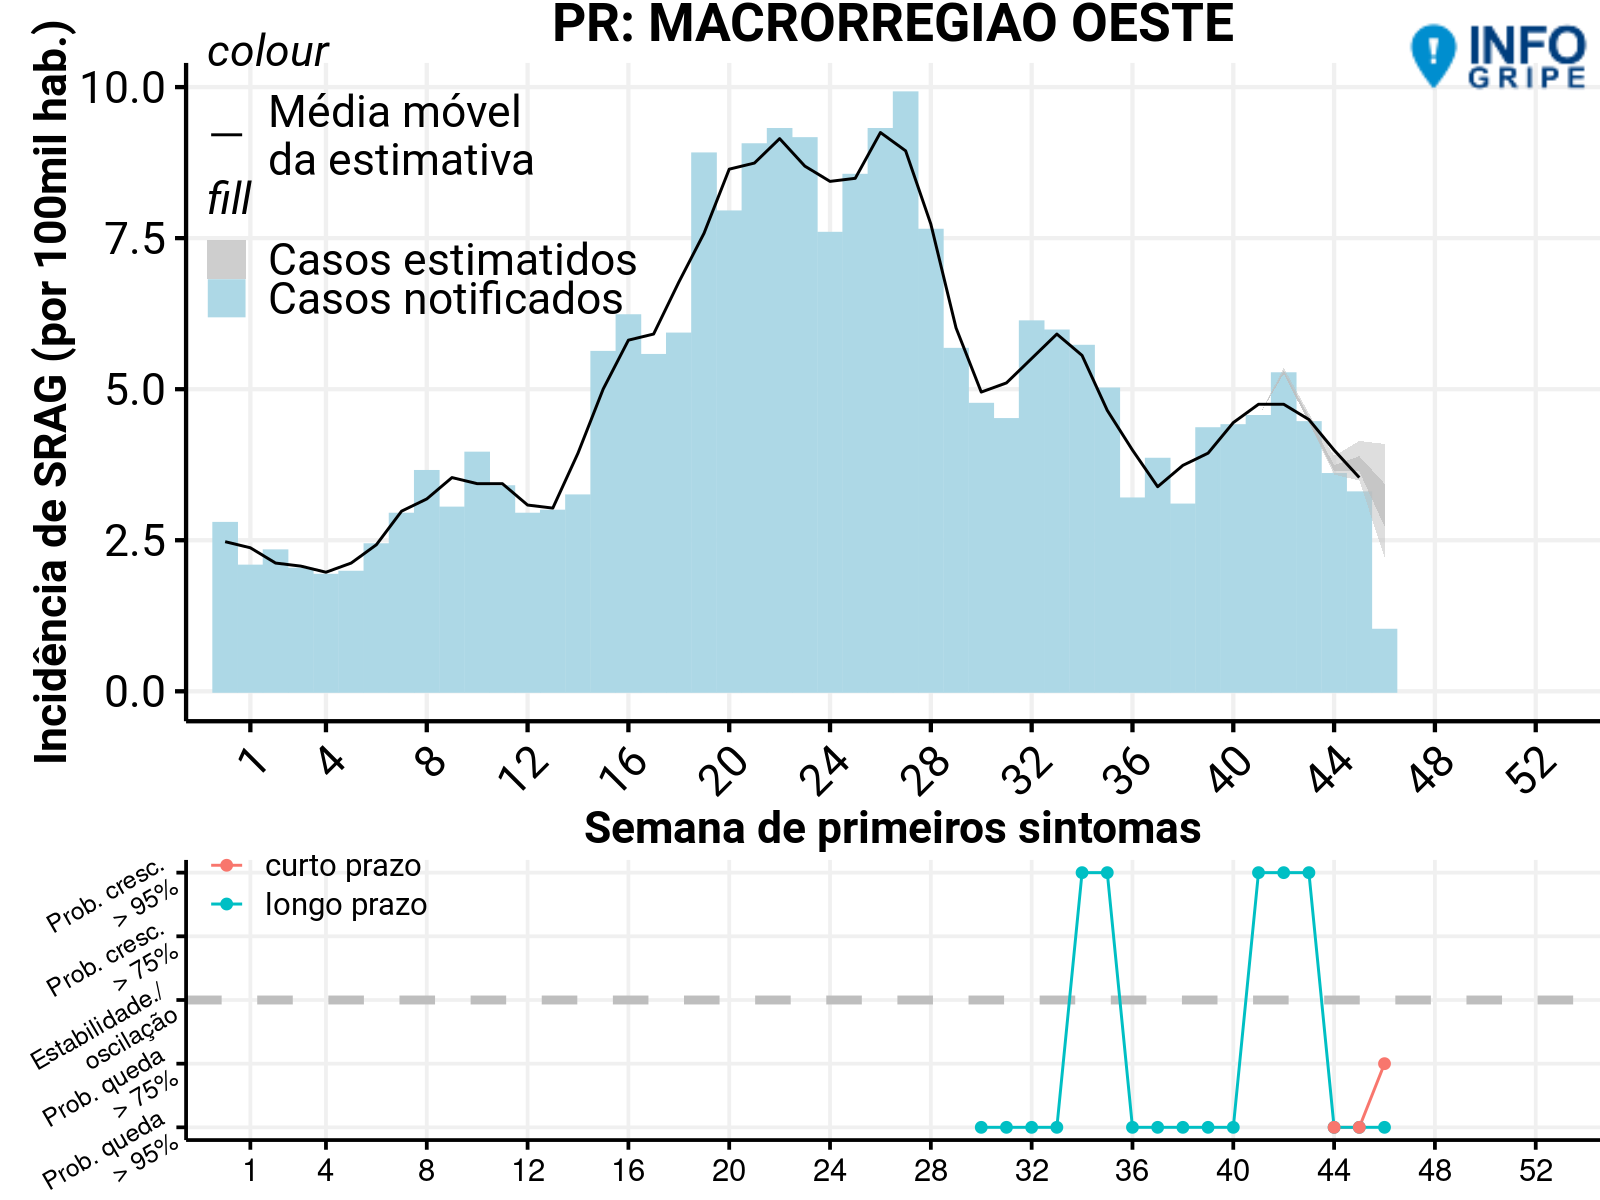 PR: MACRORREGIAO OESTE
INFO
GRIPE
Incidência de SRAG (por 100mil hab.)
colour
Média móvel
da estimativa
fill
Casos estimatidos
Casos notificados
10.0
7.5
5.0
2.5
0.0
1 4 8 12 16 20 24 28 32 36 40 44 48 52
Semana de primeiros sintomas
curto prazo
longo prazo
Prob. cresc.
> 95%
Prob. cresc.
> 75%
Estabilidade./
oscilação
Prob. queda
> 75%
Prob. queda
> 95%
1 4 8 12 16 20 24 28 32 36 40 44 48 52